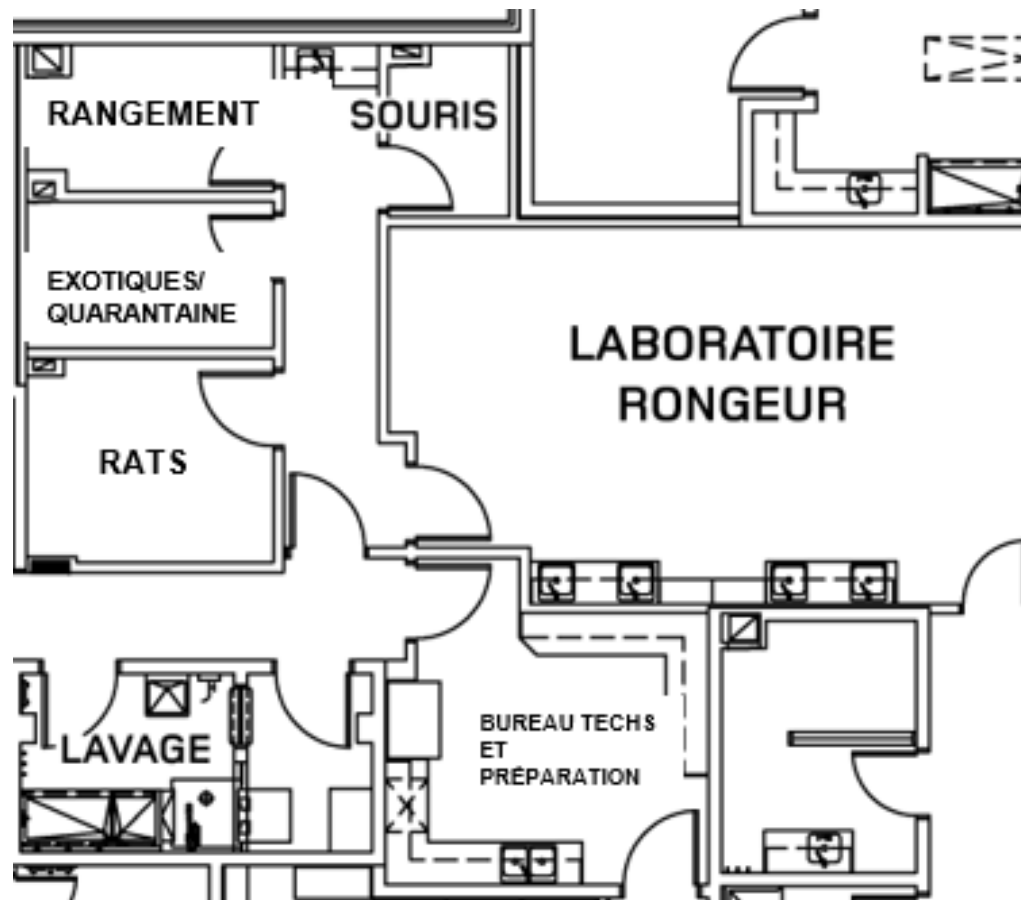 RANGEMENT
SOURIS
EXOTIQUES/
QUARANTAINE
LABORATOIRE
RONGEUR
RATS
BUREAU TECHS
ET
PRÉPARATION
LAVAGE